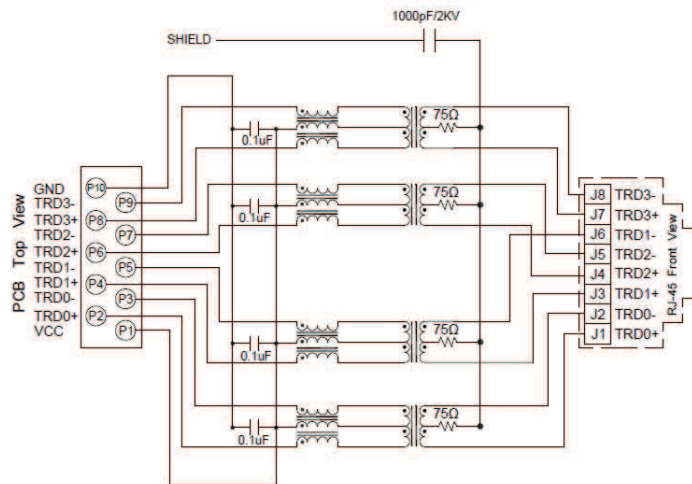 1000pF/2KV
SHIELD
75Ω
0.1uF
75Ω
0.1uF
75Ω
0.1uF
75Ω
0.1uF
PCB Top View
GND
TRD3-
TRD3+
TRD2-
TRD2+
TRD1-
TRD1+
TRD0-
TRD0+
VCC
P10
P9
P8
P7
P6
P5
P4
P3
P2
P1
J8 TRD3-
J7 TRD3+
J6 TRD1-
J5 TRD2-
J4 TRD2+
J3 TRD1+
J2 TRD0-
J1 TRD0+
RJ-45 Front View